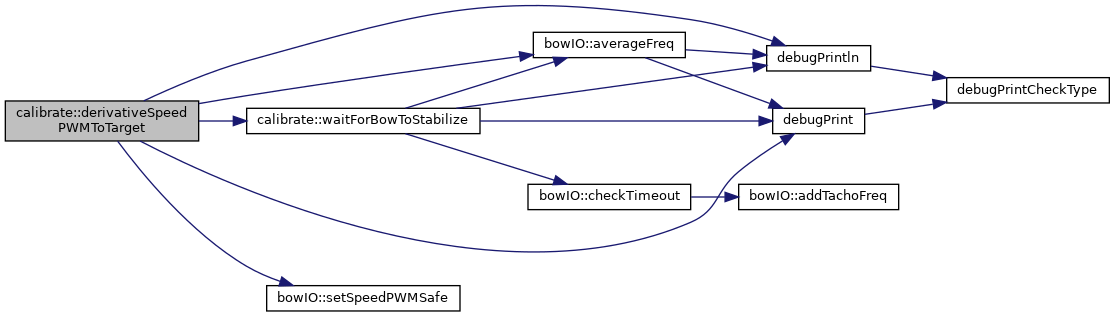 calibrate::derivativeSpeed
PWMToTarget
bowIO::averageFreq
debugPrintln
debugPrintCheckType
calibrate::waitForBowToStabilize
debugPrint
bowIO::checkTimeout
bowIO::addTachoFreq
bowIO::setSpeedPWMSafe